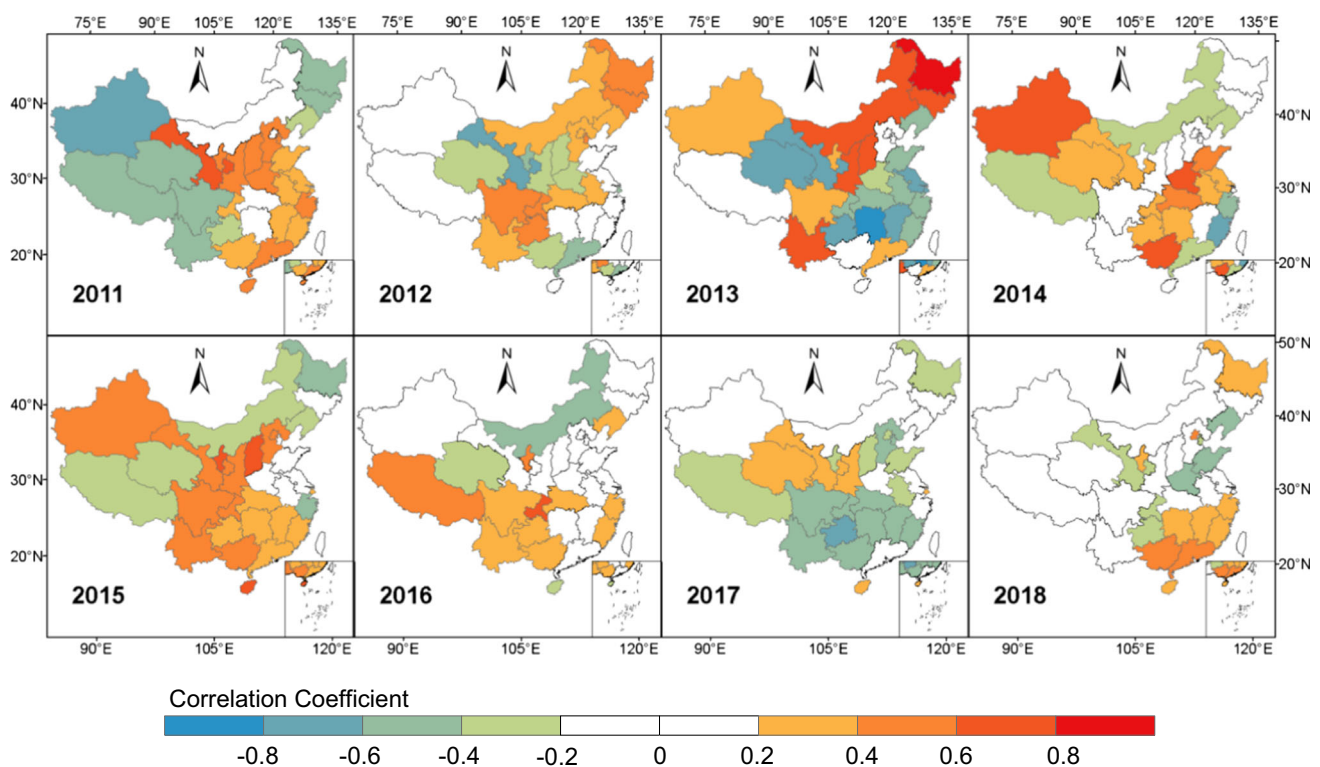 75°E 90°E 105°E 120°E 135°E 75°E 90°E 105°E 120°E 135°E 75°E 90°E 105°E 120°E 135°E 75°E 90°E 105°E 120°E 135°E
N N N N
40°N 40°N
30°N 30°N
20°N 20°N
2011 2012 2013 2014
50°N
N N N N
40°N 40°N
30°N 30°N
20°N 20°N
2015 2016 2017 2018
90°E 105°E 120°E 90°E 105°E 120°E 90°E 105°E 120°E 90°E 105°E 120°E
Correlation Coefficient
-0.8 -0.6 -0.4 -0.2 0 0.2 0.4 0.6 0.8